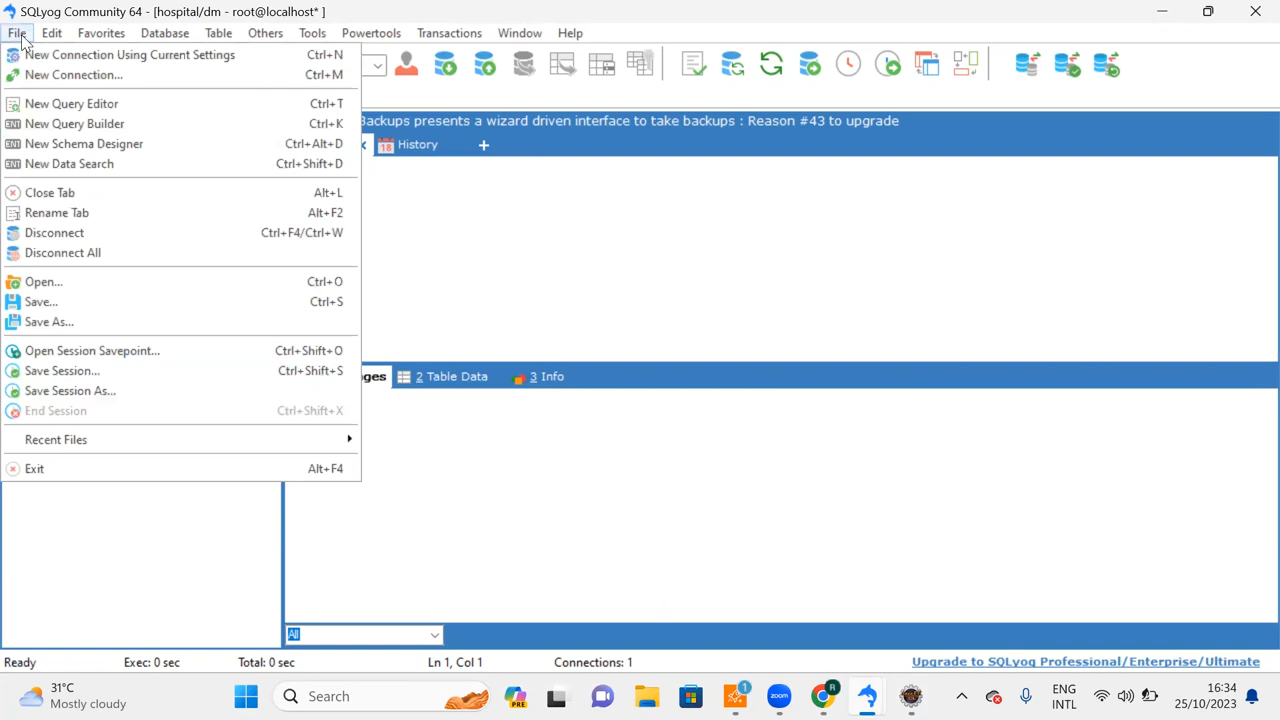 SQLyog Community 64 - [hospital/dm - root@localhost* ]
File Edit Favorites Database Table Others Tools Powertools Transactions Window Help
New Connection Using Current Settings Ctrl+N
New Connection... Ctrl+M
New Query Editor Ctrl+T
New Query Builder Ctrl+K
New Schema Designer Ctrl+Alt+D
New Data Search Ctrl+Shift+D
Close Tab Alt+L
Rename Tab Alt+F2
Disconnect Ctrl+F4/Ctrl+W
Disconnect All
Open... Ctrl+O
Save... Ctrl+S
Save As...
Open Session Savepoint... Ctrl+Shift+O
Save Session... Ctrl+Shift+S
Save Session As...
End Session Ctrl+Shift+X
Recent Files
Exit Alt+F4
Backups presents a wizard driven interface to take backups : Reason #43 to upgrade
18 History +
ges 2 Table Data 3 Info
All
Ready Exec: 0 sec Total: 0 sec Ln 1, Col 1 Connections: 1 Upgrade to SQLyog Professional/Enterprise/Ultimate
31°C
Mostly cloudy
Search
PRE
1
zoom
R
ENG
INTL
16:34
25/10/2023